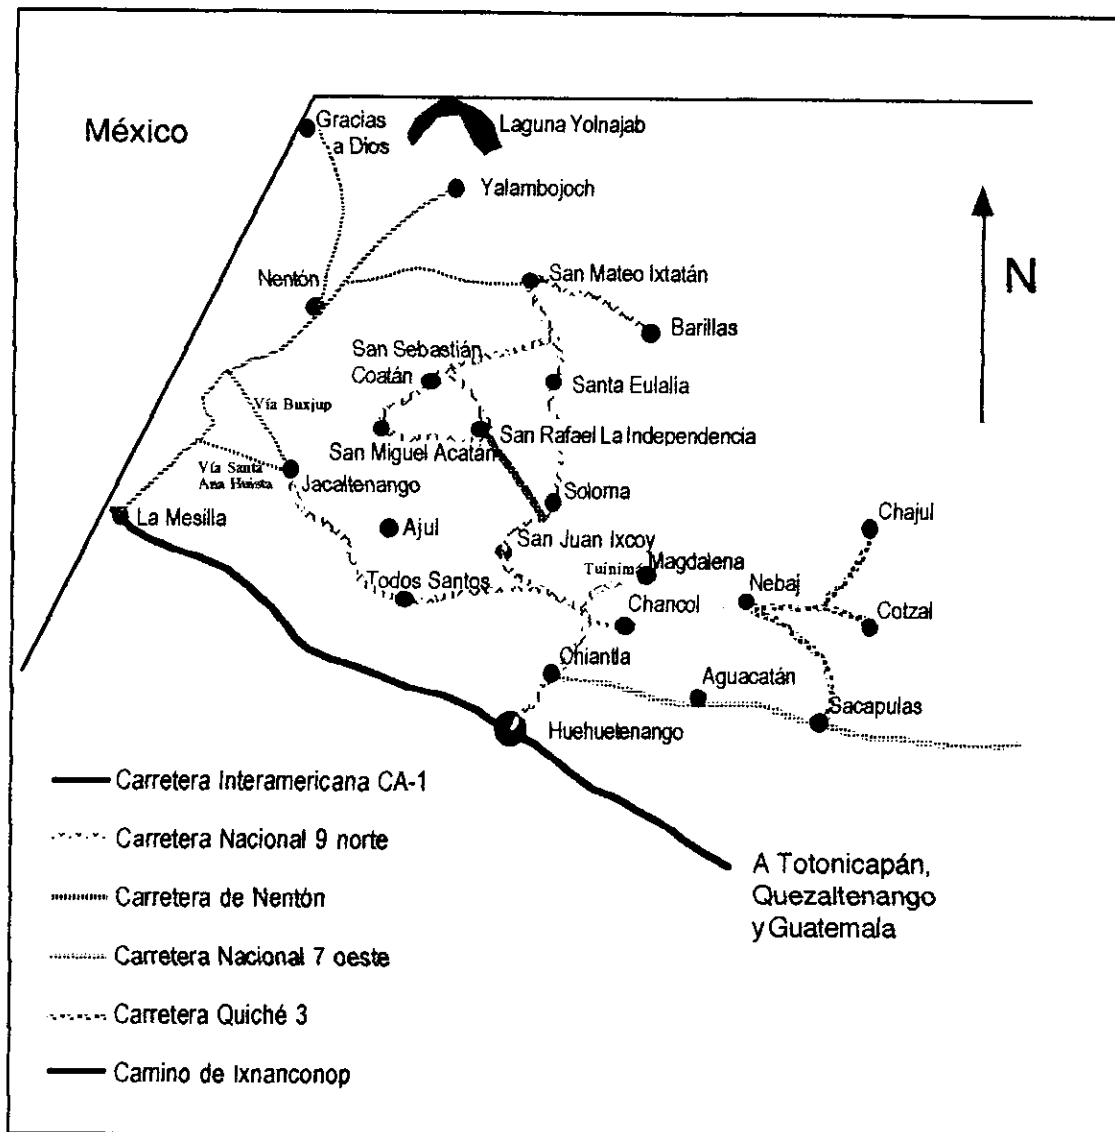 México
Gracias
a Dios
Laguna Yolnajab
Yalambojoch
N
Nentón
San Mateo Ixtatán
Barillas
San Sebastián
Coatán
Santa Eulalia
Vía Buxjup
San Rafael La Independencia
San Miguel Acatán
Vía Santa
Ana Huista
Jacaltenango
Soloma
Chajul
La Mesilla
Ajul
San Juan Ixcoy
Tuinimá
Magdalena
Nebaj
Todos Santos
Chancol
Cotzal
Chiantla
Aguacatán
Sacapulas
Huehuetenango
Carretera Interamericana CA-1
Carretera Nacional 9 norte
Carretera de Nentón
Carretera Nacional 7 oeste
Carretera Quiché 3
Camino de Ixnanconop
A Totonicapán,
Quezaltenango
y Guatemala